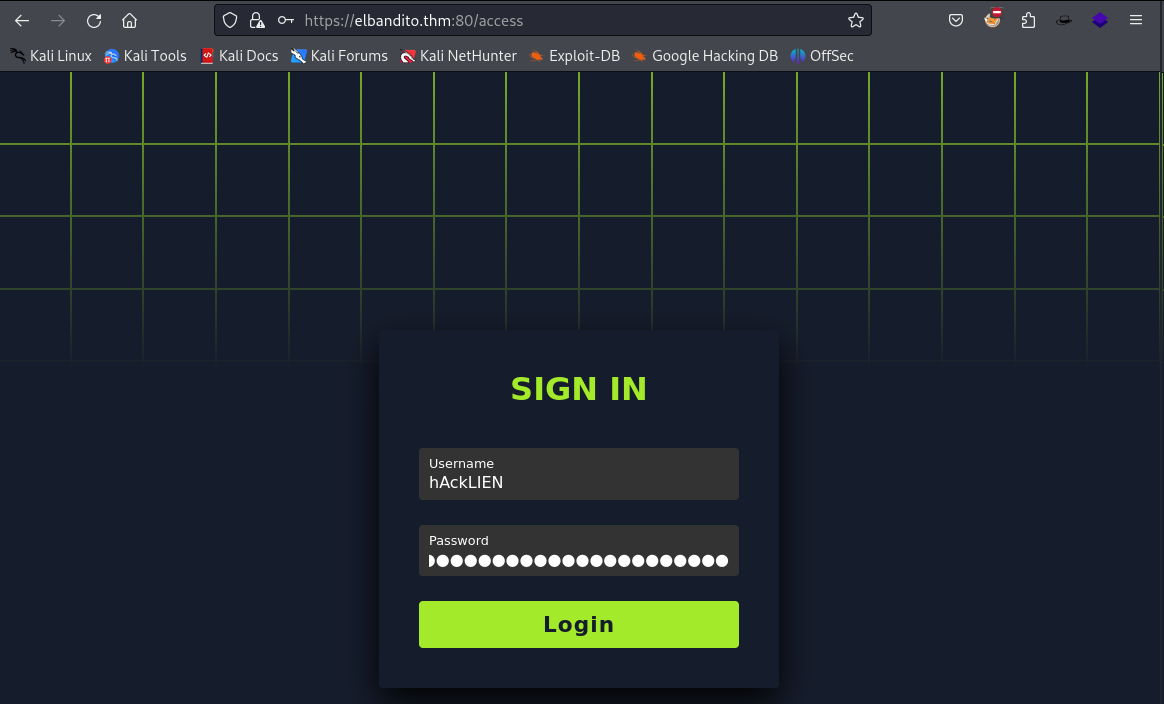 https://elbandito.thm:80/access
Kali Linux Kali Tools Kali Docs Kali Forums Kali NetHunter Exploit-DB Google Hacking DB OffSec
SIGN IN
Username
hAckLIEN
Password
Login